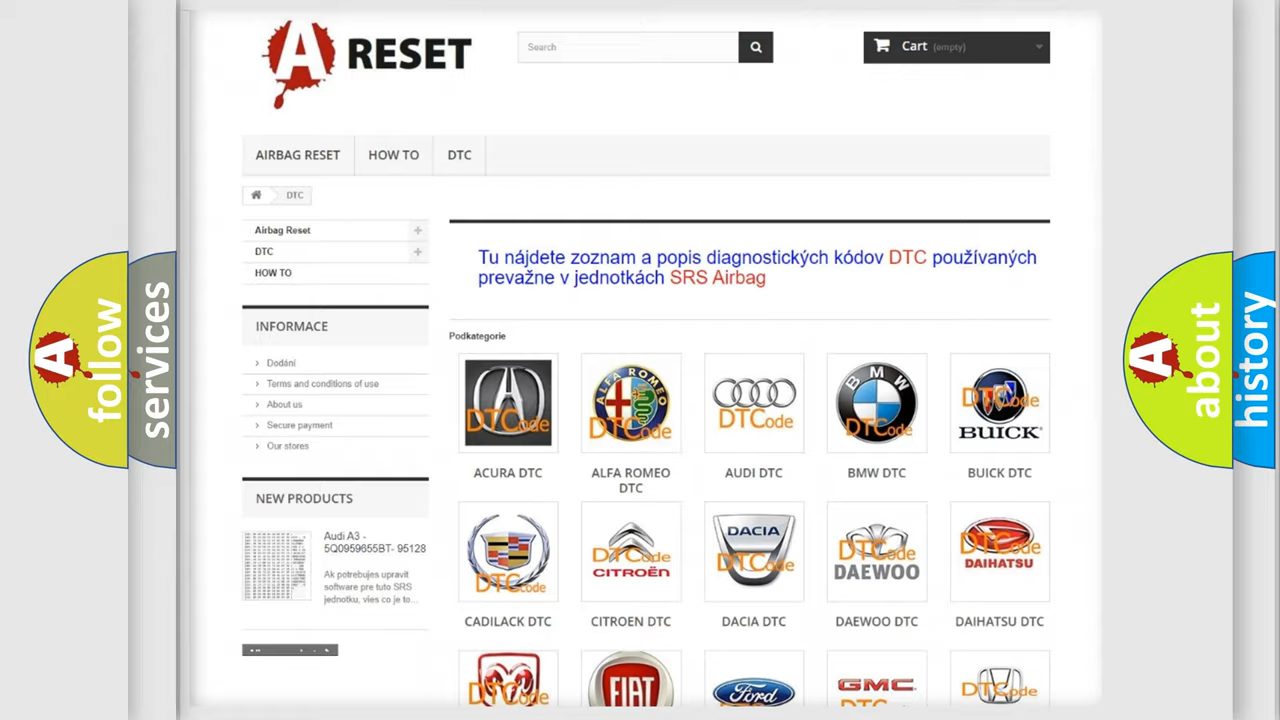 A RESET
Search
Cart (empty)
AIRBAG RESET
HOW TO
DTC
DTC
Airbag Reset
DTC
HOW TO
Tu nájdete zoznam a popis diagnostických kódov DTC používaných
prevažne v jednotkách SRS Airbag
INFORMACE
Dodání
Terms and conditions of use
About us
Secure payment
Our stores
Podkategorie
DTCode
ALFA ROMEO
DTCode
DTCode
BMW
DTCode
DTCode
BUICK
ACURA DTC
ALFA ROMEO
DTC
AUDI DTC
BMW DTC
BUICK DTC
NEW PRODUCTS
Audi A3 -
5Q0959655BT- 95128
Ak potrebujes upravit
software pre tuto SRS
jednotku, vies co je to...
DTCode
DTCode
CITROËN
DACIA
DTCode
DTCode
DAEWOO
DTCode
DAIHATSU
CADILACK DTC
CITROEN DTC
DACIA DTC
DAEWOO DTC
DAIHATSU DTC
DTCode
FIAT
Ford
GMC
DTCode
A follow
services
A about
history